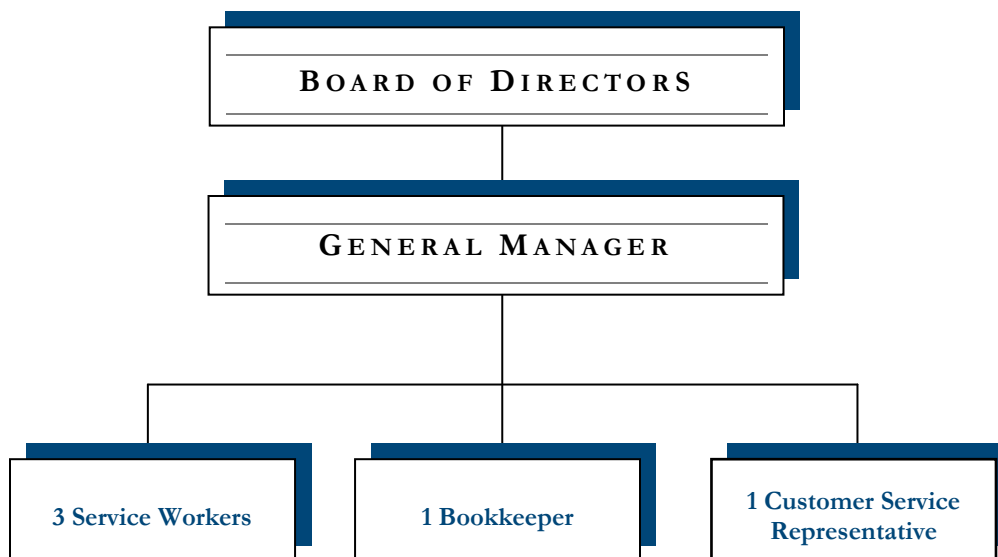 BOARD OF DIRECTORS
GENERAL MANAGER
3 Service Workers
1 Bookkeeper
1 Customer Service
Representative